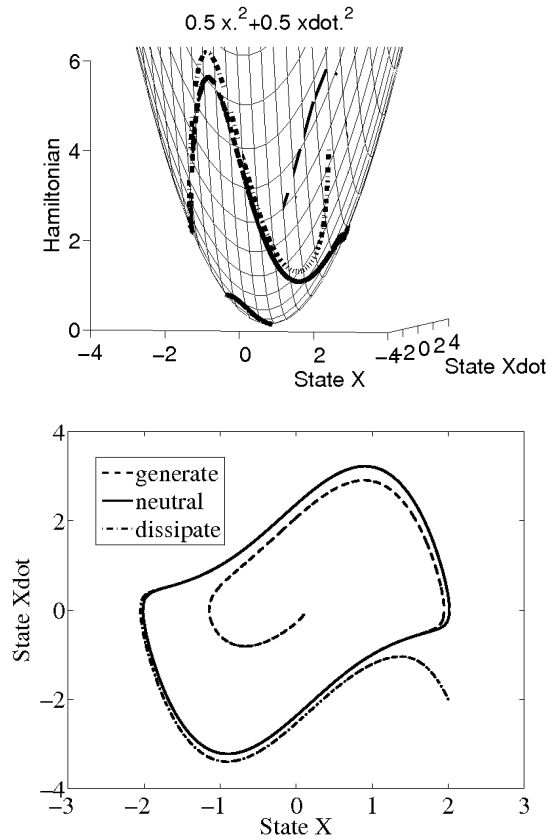 0.5 x.²+0.5 xdot.²
6
4
2
0
Hamiltonian
−4 −2 0 2 −4 −2 0 2 4
State X
State Xdot
4
2
0
−2
−4
State Xdot
generate
neutral
dissipate
−3 −2 −1 0 1 2 3
State X